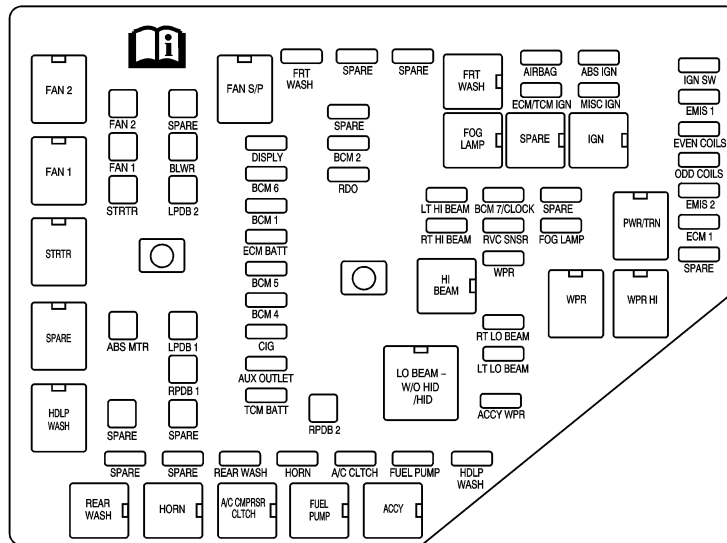 FAN 2
FAN S/P
FRT
WASH
SPARE
SPARE
FRT
WASH
AIRBAG
ABS IGN
IGN SW
ECM/TCM IGN
MISC IGN
EMIS 1
FAN 2
SPARE
SPARE
FOG
LAMP
SPARE
IGN
EVEN COILS
FAN 1
FAN 1
BLWR
DISPLY
BCM 2
ODD COILS
BCM 6
RDO
EMIS 2
STRTR
LPDB 2
BCM 1
LT HI BEAM
BCM 7/CLOCK
SPARE
PWR/TRN
ECM 1
RT HI BEAM
RVC SNSR
FOG LAMP
STRTR
ECM BATT
SPARE
WPR
BCM 5
HI
BEAM
WPR
WPR HI
BCM 4
SPARE
ABS MTR
LPDB 1
CIG
RT LO BEAM
AUX OUTLET
LO BEAM –
W/O HID
/HID
LT LO BEAM
RPDB 1
TCM BATT
ACCY WPR
HDLP
WASH
SPARE
SPARE
RPDB 2
SPARE
SPARE
REAR WASH
HORN
A/C CLTCH
FUEL PUMP
HDLP
WASH
REAR
WASH
HORN
A/C CMPRSR
CLTCH
FUEL
PUMP
ACCY